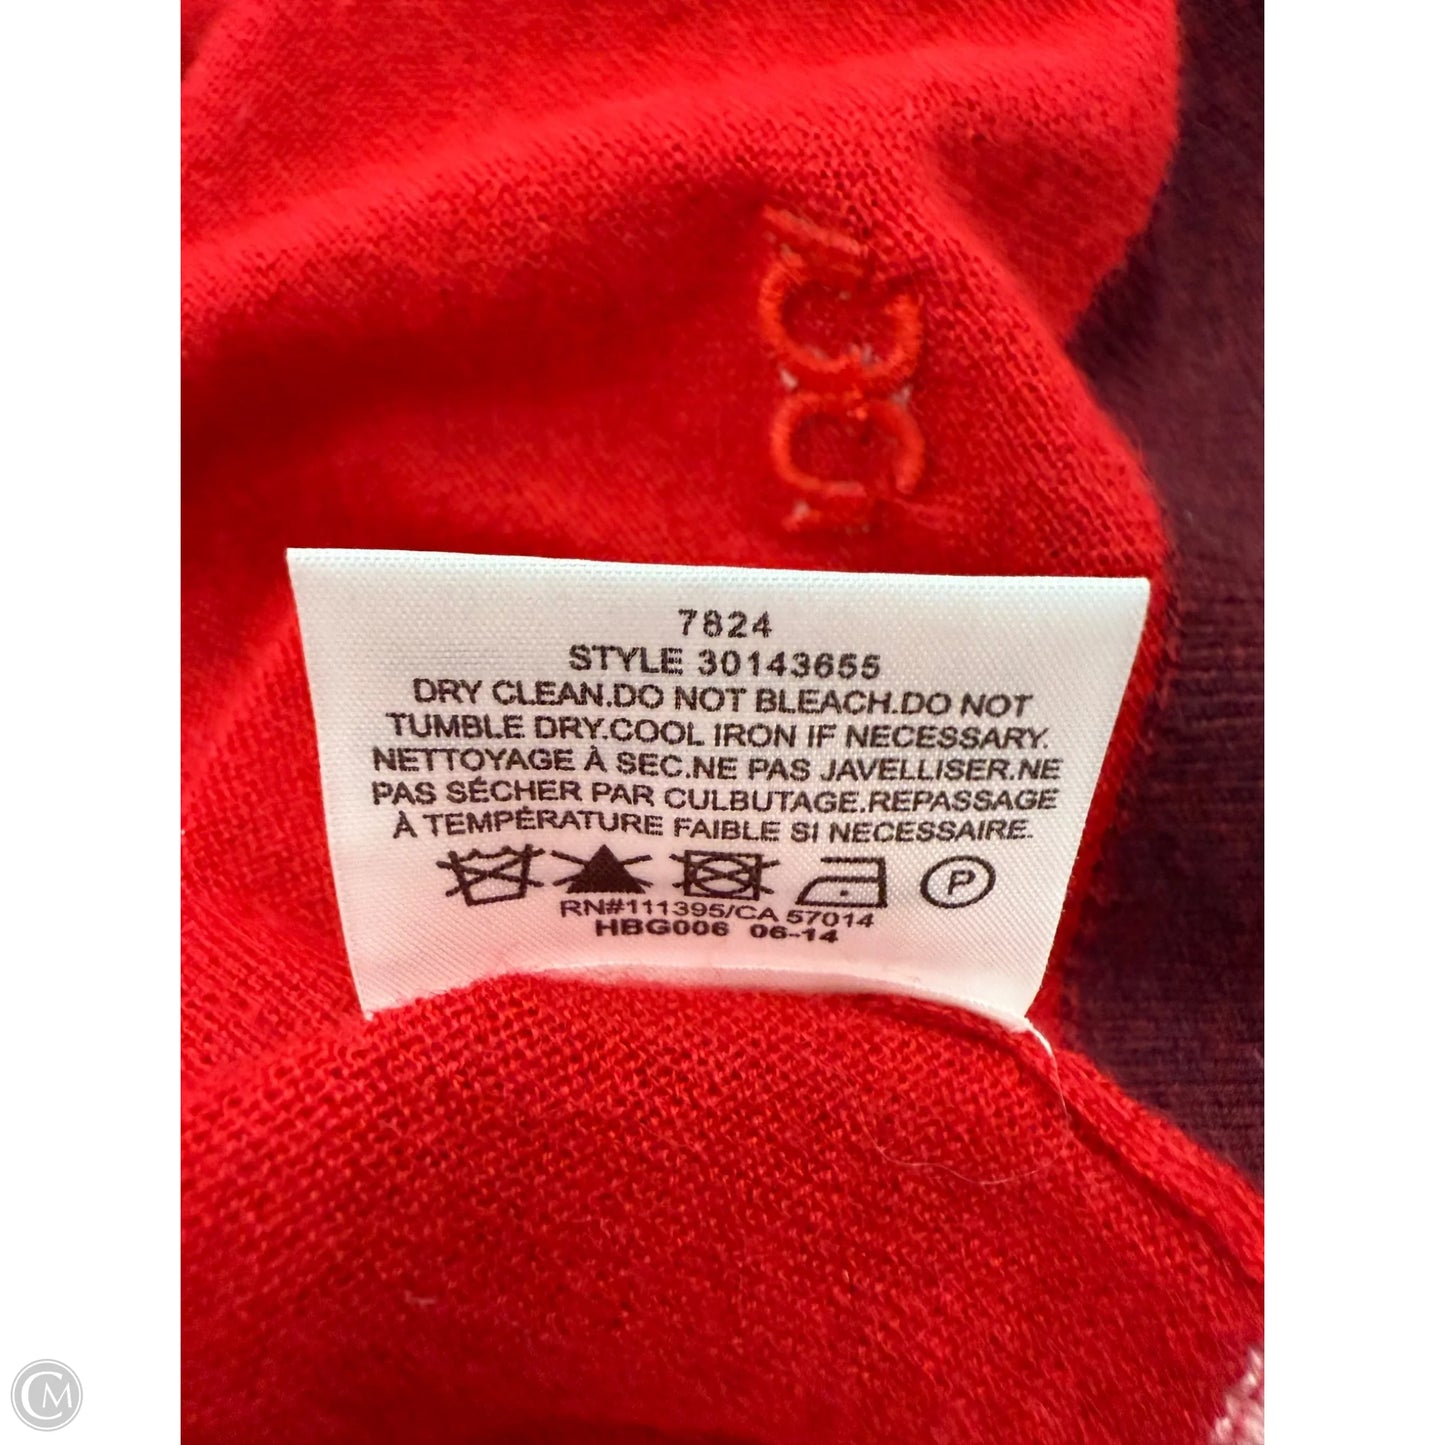 7824
STYLE 30143655
DRY CLEAN.DO NOT BLEACH.DO NOT
TUMBLE DRY.COOL IRON IF NECESSARY.
NETTOYAGE À SEC.NE PAS JAVELLISER.NE
PAS SÉCHER PAR CULBUTAGE.REPASSAGE
À TEMPÉRATURE FAIBLE SI NECESSAIRE.
P
RN#111395/CA 57014
HBG006 06-14
CM